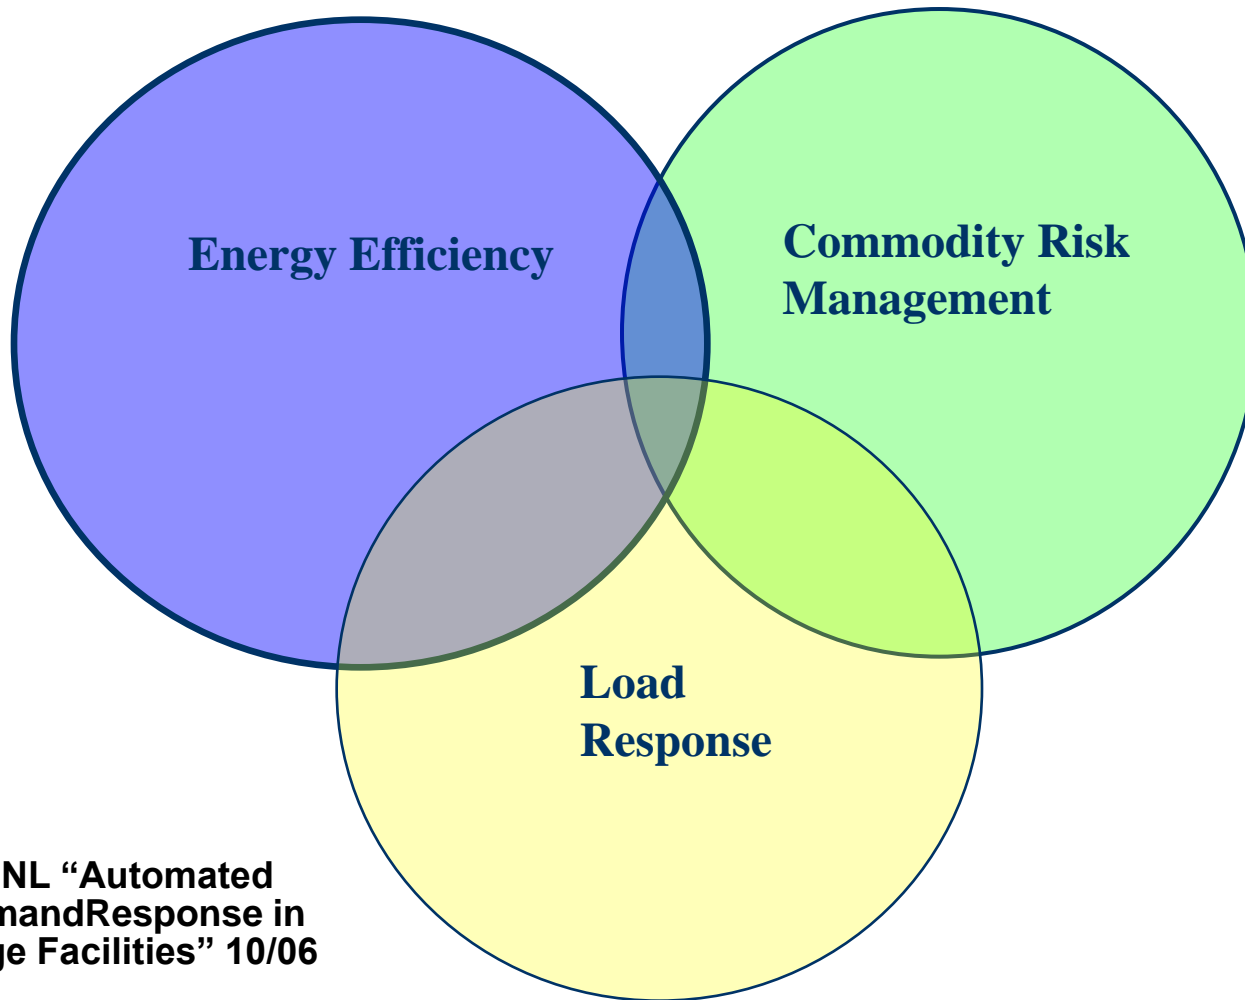 Energy Efficiency
Commodity Risk
Management
Load
Response
NL “Automated
mandResponse in
ge Facilities” 10/06